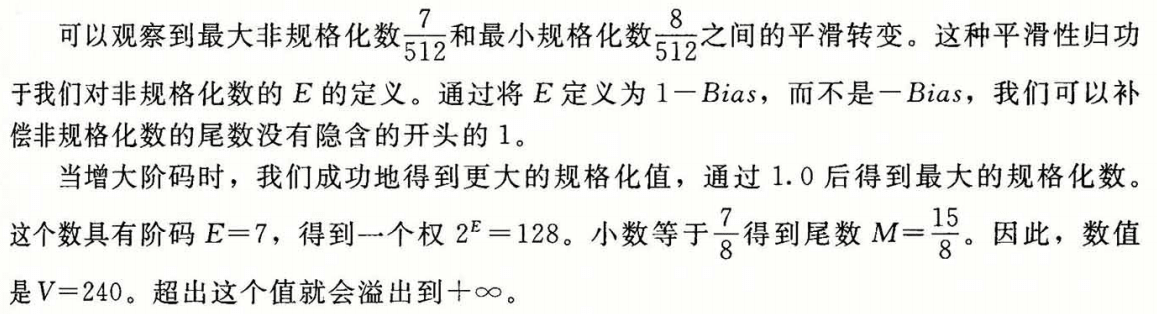 可以观察到最大非规格化数7/512和最小规格化数8/512之间的平滑转变。这种平滑性归功
于我们对非规格化数的 E 的定义。通过将 E 定义为 1－Bias，而不是－Bias，我们可以补
偿非规格化数的尾数没有隐含的开头的 1。
当增大阶码时，我们成功地得到更大的规格化值，通过 1.0 后得到最大的规格化数。
这个数具有阶码 E=7，得到一个权 2^E=128。小数等于7/8得到尾数 M=15/8。因此，数值
是V=240。超出这个值就会溢出到+∞。